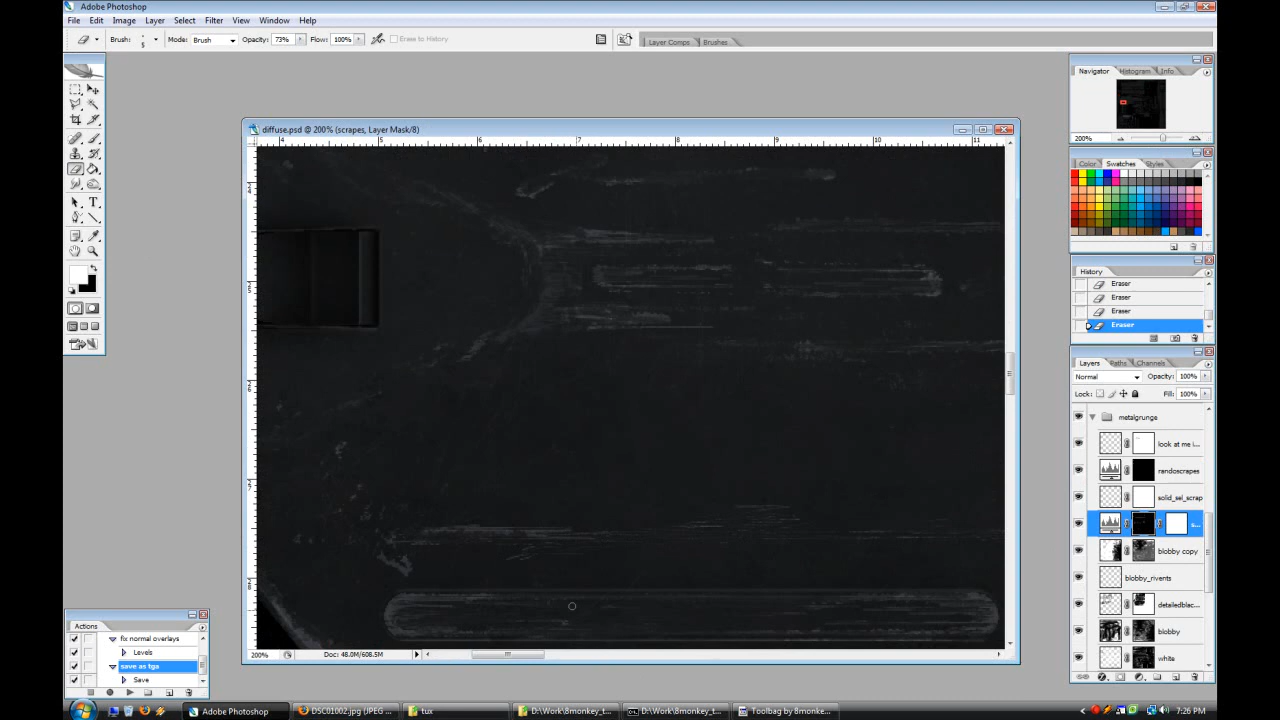 Adobe Photoshop
File Edit Image Layer Select Filter Window Help
Brush: 5 Mode: Brush Opacity: 73% Flow: 100% Erase to History
Layer Comps Brushes
Navigator Histogram Info
200%
Color Swatches Styles
History
Eraser
Eraser
Eraser
Eraser
Layers Paths Channels
Normal Opacity: 100%
Lock: Fill: 100%
metalgrunge
look at me i...
randoscrapes
solid_sel_scrap
s...
blobby copy
blobby_rivents
detailedblac...
blobby
white
diffuse.psd @ 200% (scrapes, Layer Mask/8)
4 5 6 7 8 9 10 11
200% Doc: 48.0M/608.5M
Actions
fix normal overlays
Levels
save as tga
Save
Adobe Photoshop
DSC01002.jpg (JPEG ...
tux
D:\Work\8monkey_t...
D:\Work\8monkey_t...
Toolbag by 8monke...
7:26 PM